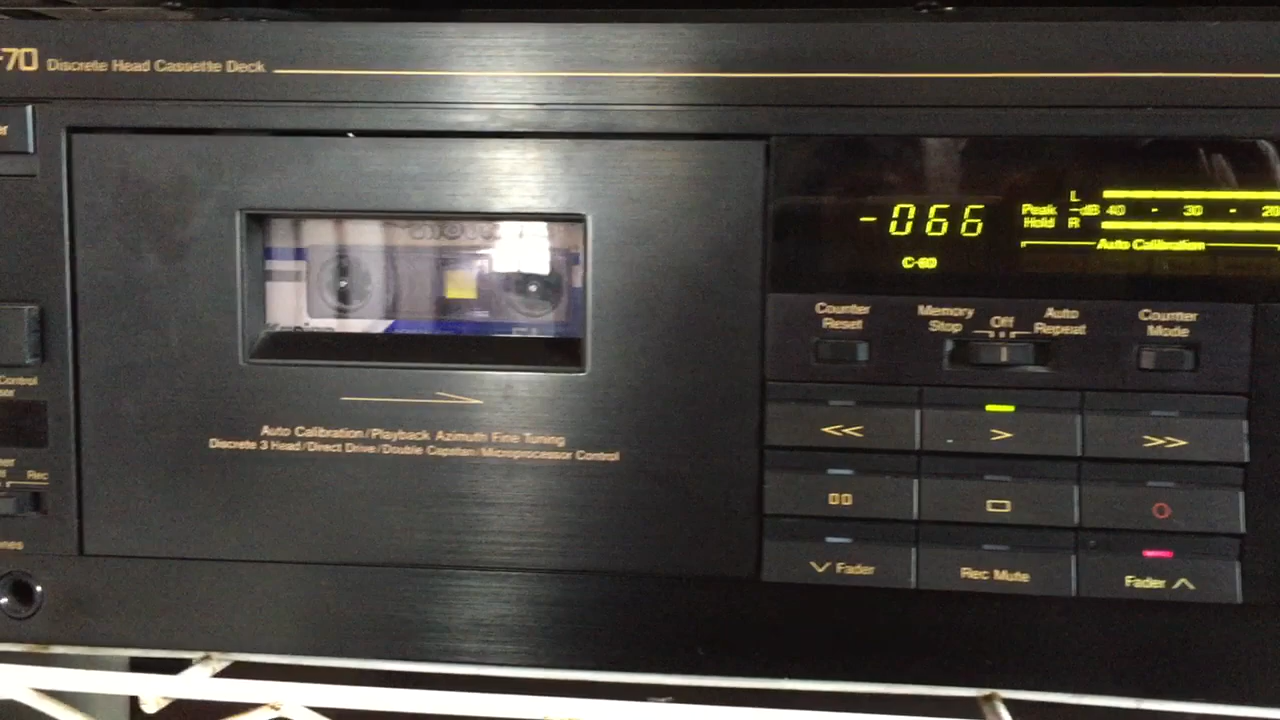 -70 Discrete Head Cassette Deck
-066
C-60
L
Peak -dB 40 - 30 - 20
Hold R
Auto Calibration
Counter Reset
Memory Stop
Off
Auto Repeat
Counter Mode
Control
Rec
<< > >>
Auto Calibration/Playback Azimuth Fine Tuning
Discrete 3 Head/Direct Drive/Double Capstan/Microprocessor Control
Fader
Rec Mute
Fader